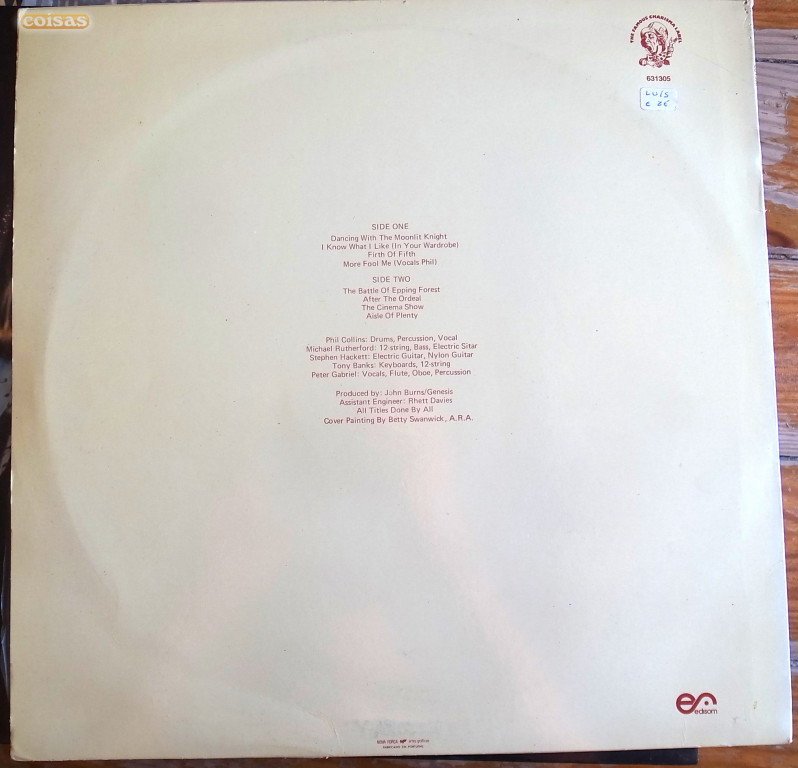 coisas
THE FAMOUS CHARISMA LABEL
631305
LUIS
SIDE ONE
Dancing With The Moonlit Knight
I Know What I Like (In Your Wardrobe)
Firth Of Fifth
More Fool Me (Vocals Phil)
SIDE TWO
The Battle Of Epping Forest
After The Ordeal
The Cinema Show
Aisle Of Plenty
Phil Collins: Drums, Percussion, Vocal
Michael Rutherford: 12-string, Bass, Electric Sitar
Stephen Hackett: Electric Guitar, Nylon Guitar
Tony Banks: Keyboards, 12-string
Peter Gabriel: Vocals, Flute, Oboe, Percussion
Produced by: John Burns/Genesis
Assistant Engineer: Rhett Davies
All Titles Done By All
Cover Painting By Betty Swanwick, A.R.A.
edisom